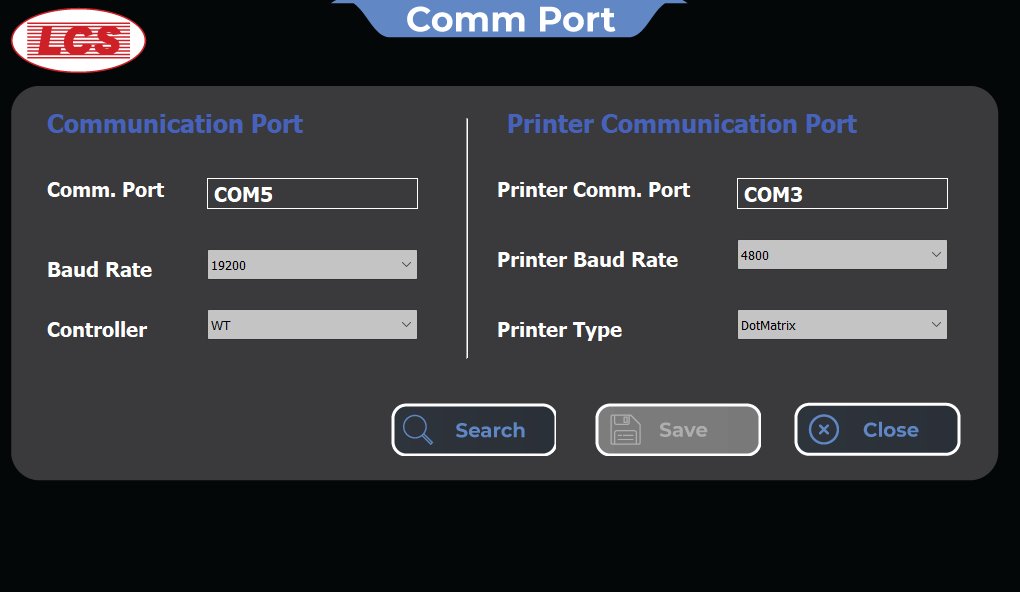 Comm Port
LCS
Communication Port
Comm. Port
COM5
Baud Rate
19200
Controller
WT
Printer Communication Port
Printer Comm. Port
COM3
Printer Baud Rate
4800
Printer Type
DotMatrix
Search
Save
Close